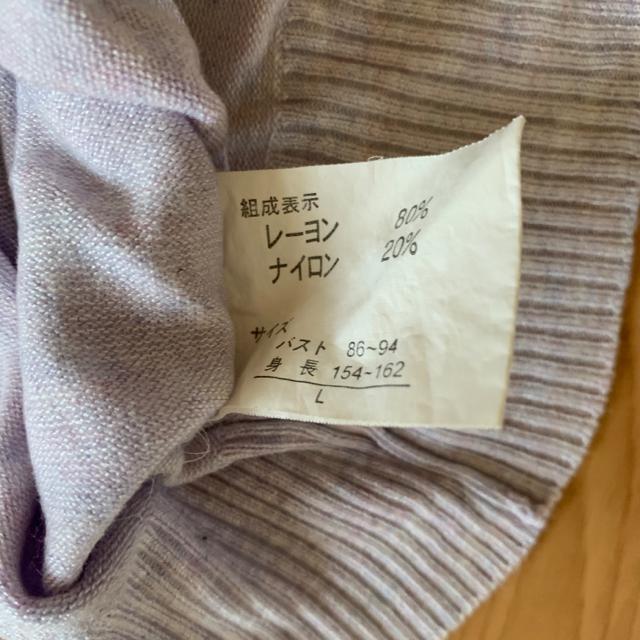 組成表示
レーヨン 80%
ナイロン 20%
サイズ
バスト 86~94
身長 154~162
L